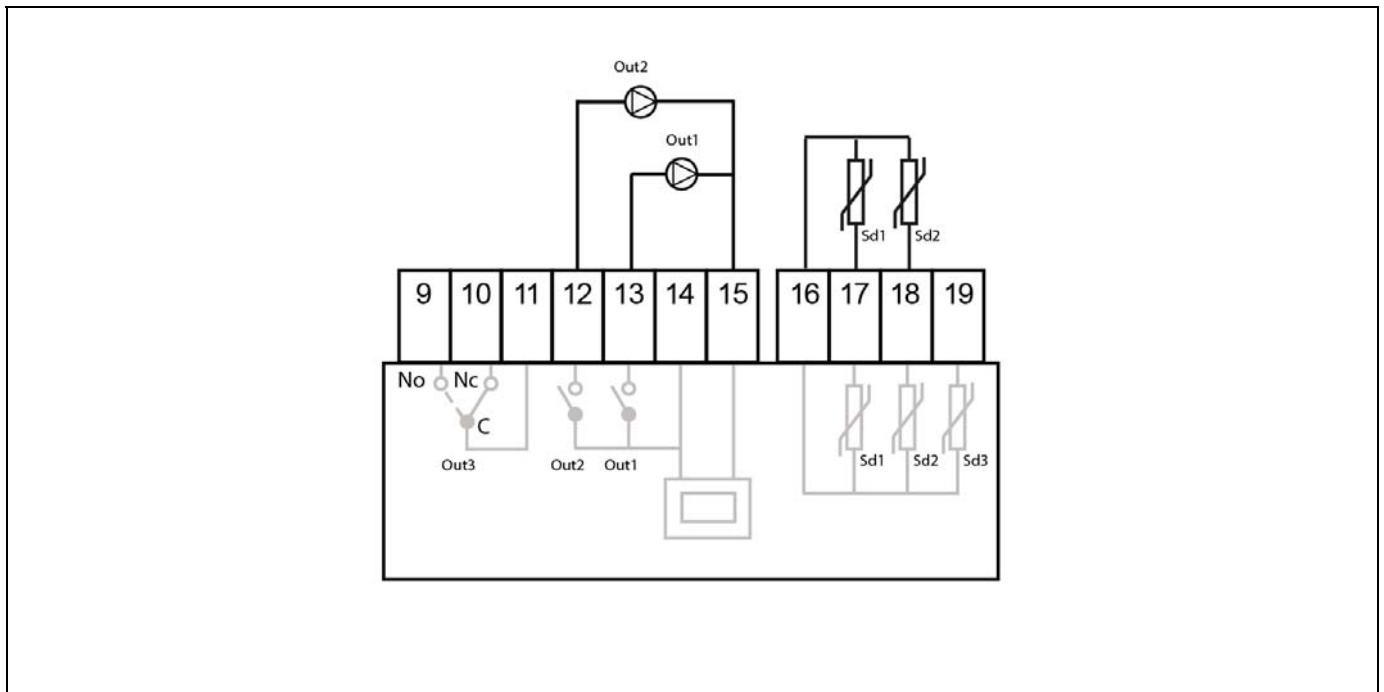 Out2
Out1
Sd1 Sd2
9 10 11 12 13 14 15 16 17 18 19
No Nc
C
Out3 Out2 Out1 Sd1 Sd2 Sd3